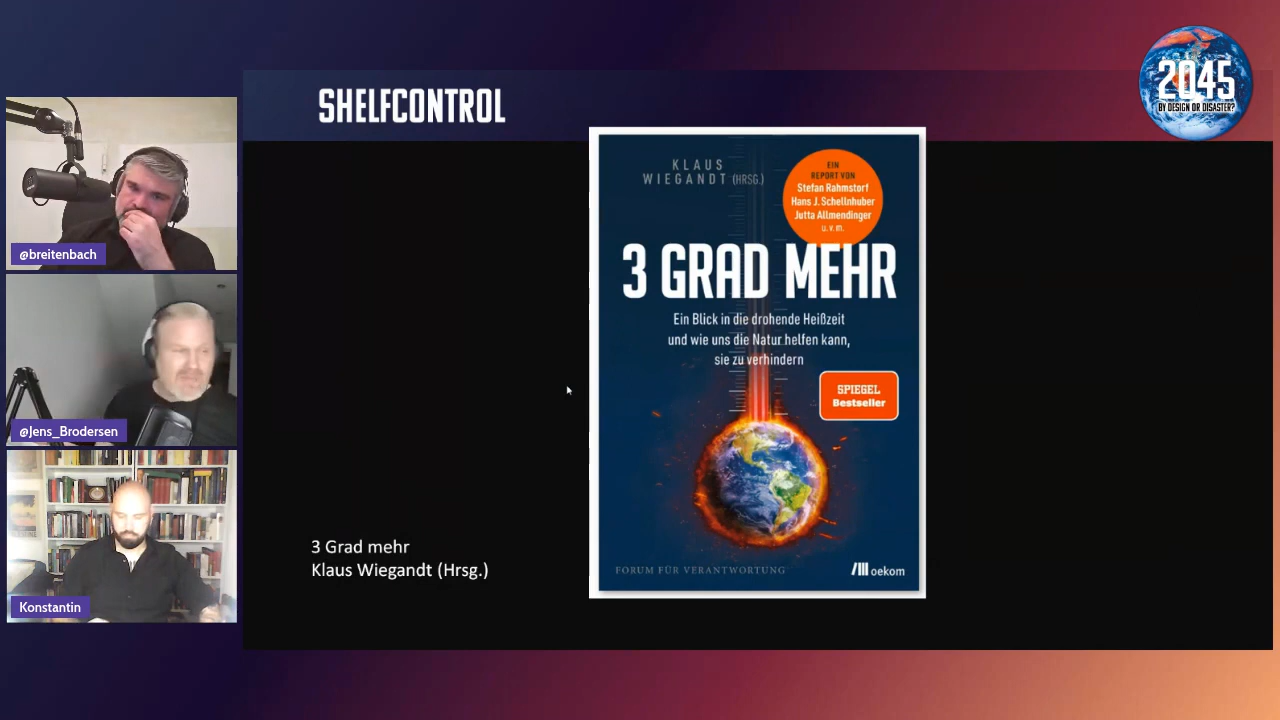 SHELFCONTROL
2045
BY DESIGN OR DISASTER?
@breitenbach
@Jens_Brodersen
Konstantin
KLAUS
WIEGANDT (HRSG.)
EIN
REPORT VON
Stefan Rahmstorf
Hans J. Schellnhuber
Jutta Allmendinger
u.v.m.
3 GRAD MEHR
Ein Blick in die drohende Heißzeit
und wie uns die Natur helfen kann,
sie zu verhindern
SPIEGEL
Bestseller
FORUM FÜR VERANTWORTUNG
oekom
3 Grad mehr
Klaus Wiegandt (Hrsg.)